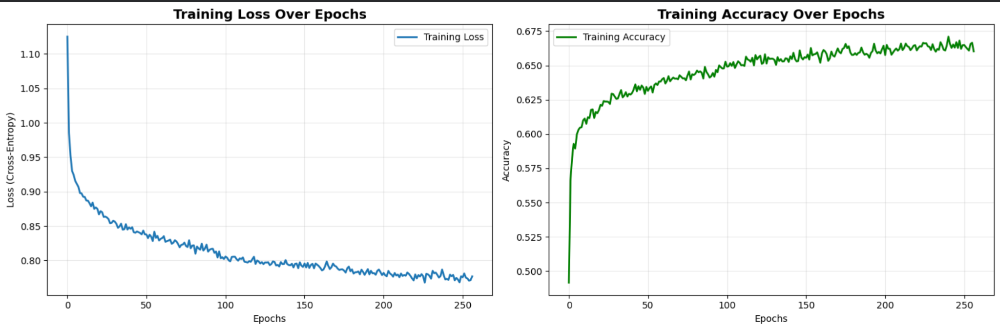 Training Loss Over Epochs
Training Loss
1.10
1.05
1.00
0.95
0.90
0.85
0.80
Loss (Cross-Entropy)
0 50 100 150 200 250
Epochs
Training Accuracy Over Epochs
Training Accuracy
0.675
0.650
0.625
0.600
0.575
0.550
0.525
0.500
Accuracy
0 50 100 150 200 250
Epochs